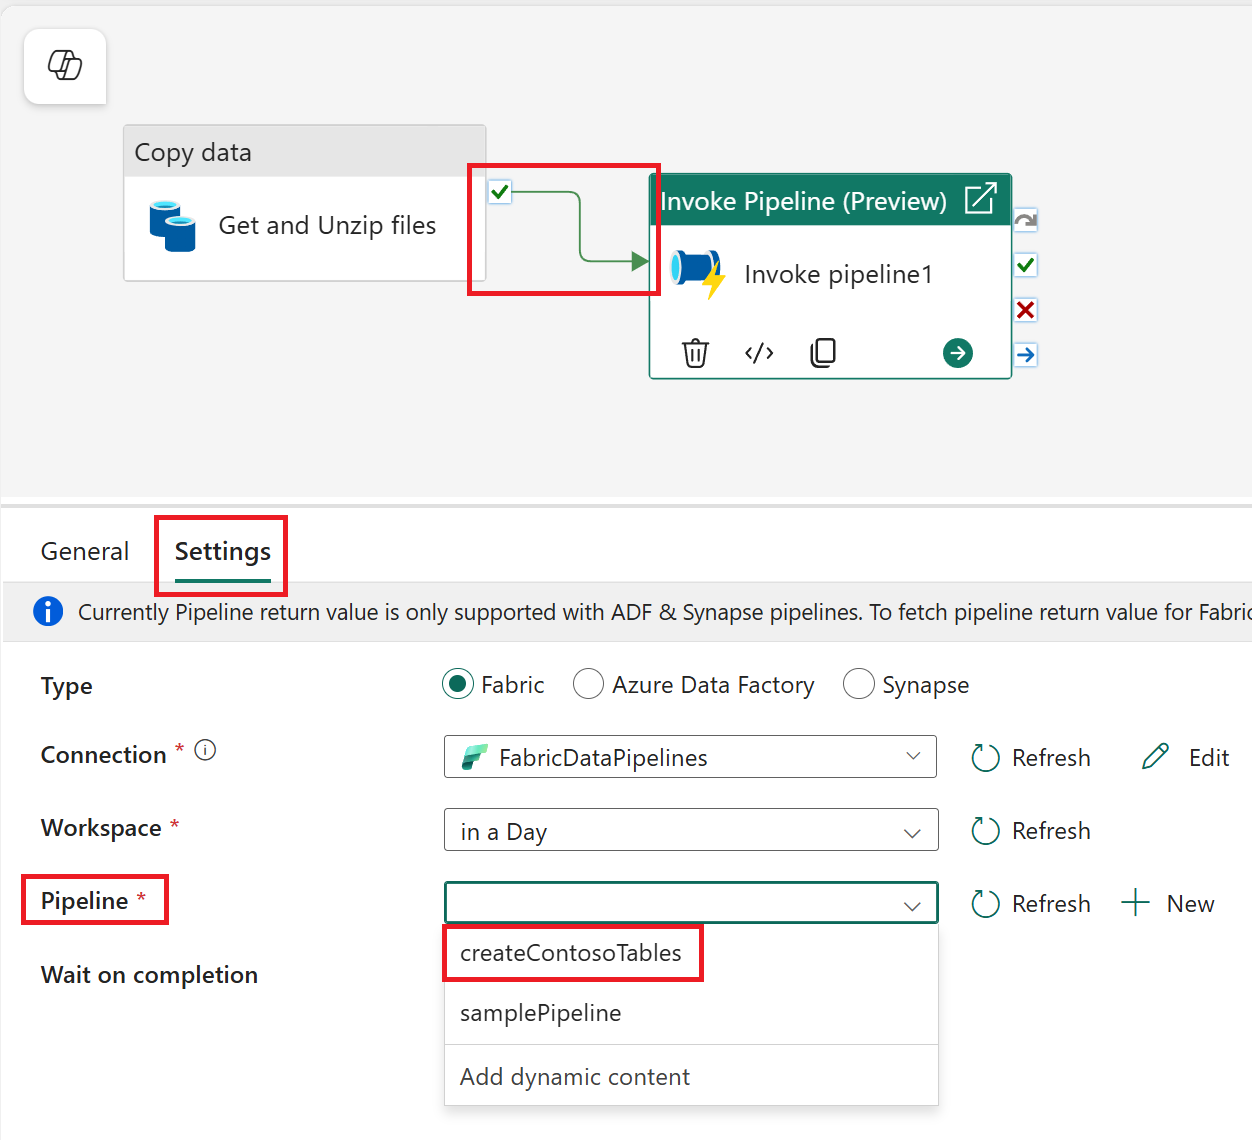 Copy data
Get and Unzip files
Invoke Pipeline (Preview)
Invoke pipeline1
General
Settings
Currently Pipeline return value is only supported with ADF & Synapse pipelines. To fetch pipeline return value for Fabric
Type
Fabric
Azure Data Factory
Synapse
Connection *
FabricDataPipelines
Refresh
Edit
Workspace *
in a Day
Refresh
Pipeline *
Refresh
New
createContosoTables
Wait on completion
samplePipeline
Add dynamic content